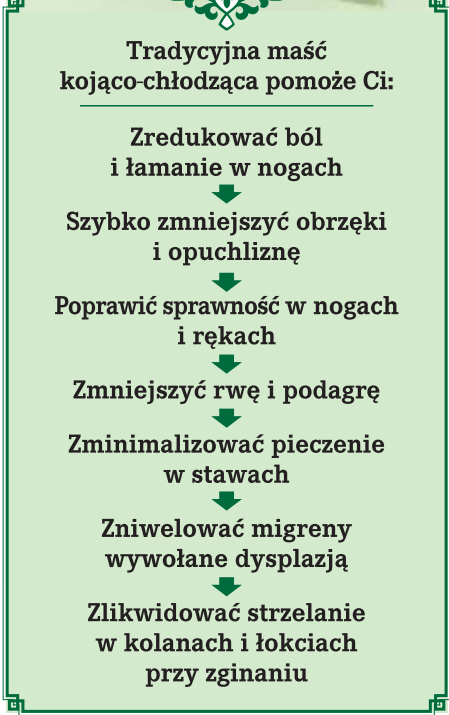 Tradycyjna maść
kojąco-chłodząca pomoże Ci:
Zredukować ból
i łamanie w nogach
Szybko zmniejszyć obrzęki
i opuchliznę
Poprawić sprawność w nogach
i rękach
Zmniejszyć rwę i podagrę
Zminimalizować pieczenie
w stawach
Zniwelować migreny
wywołane dysplazją
Zlikwidować strzelanie
w kolanach i łokciach
przy zginaniu